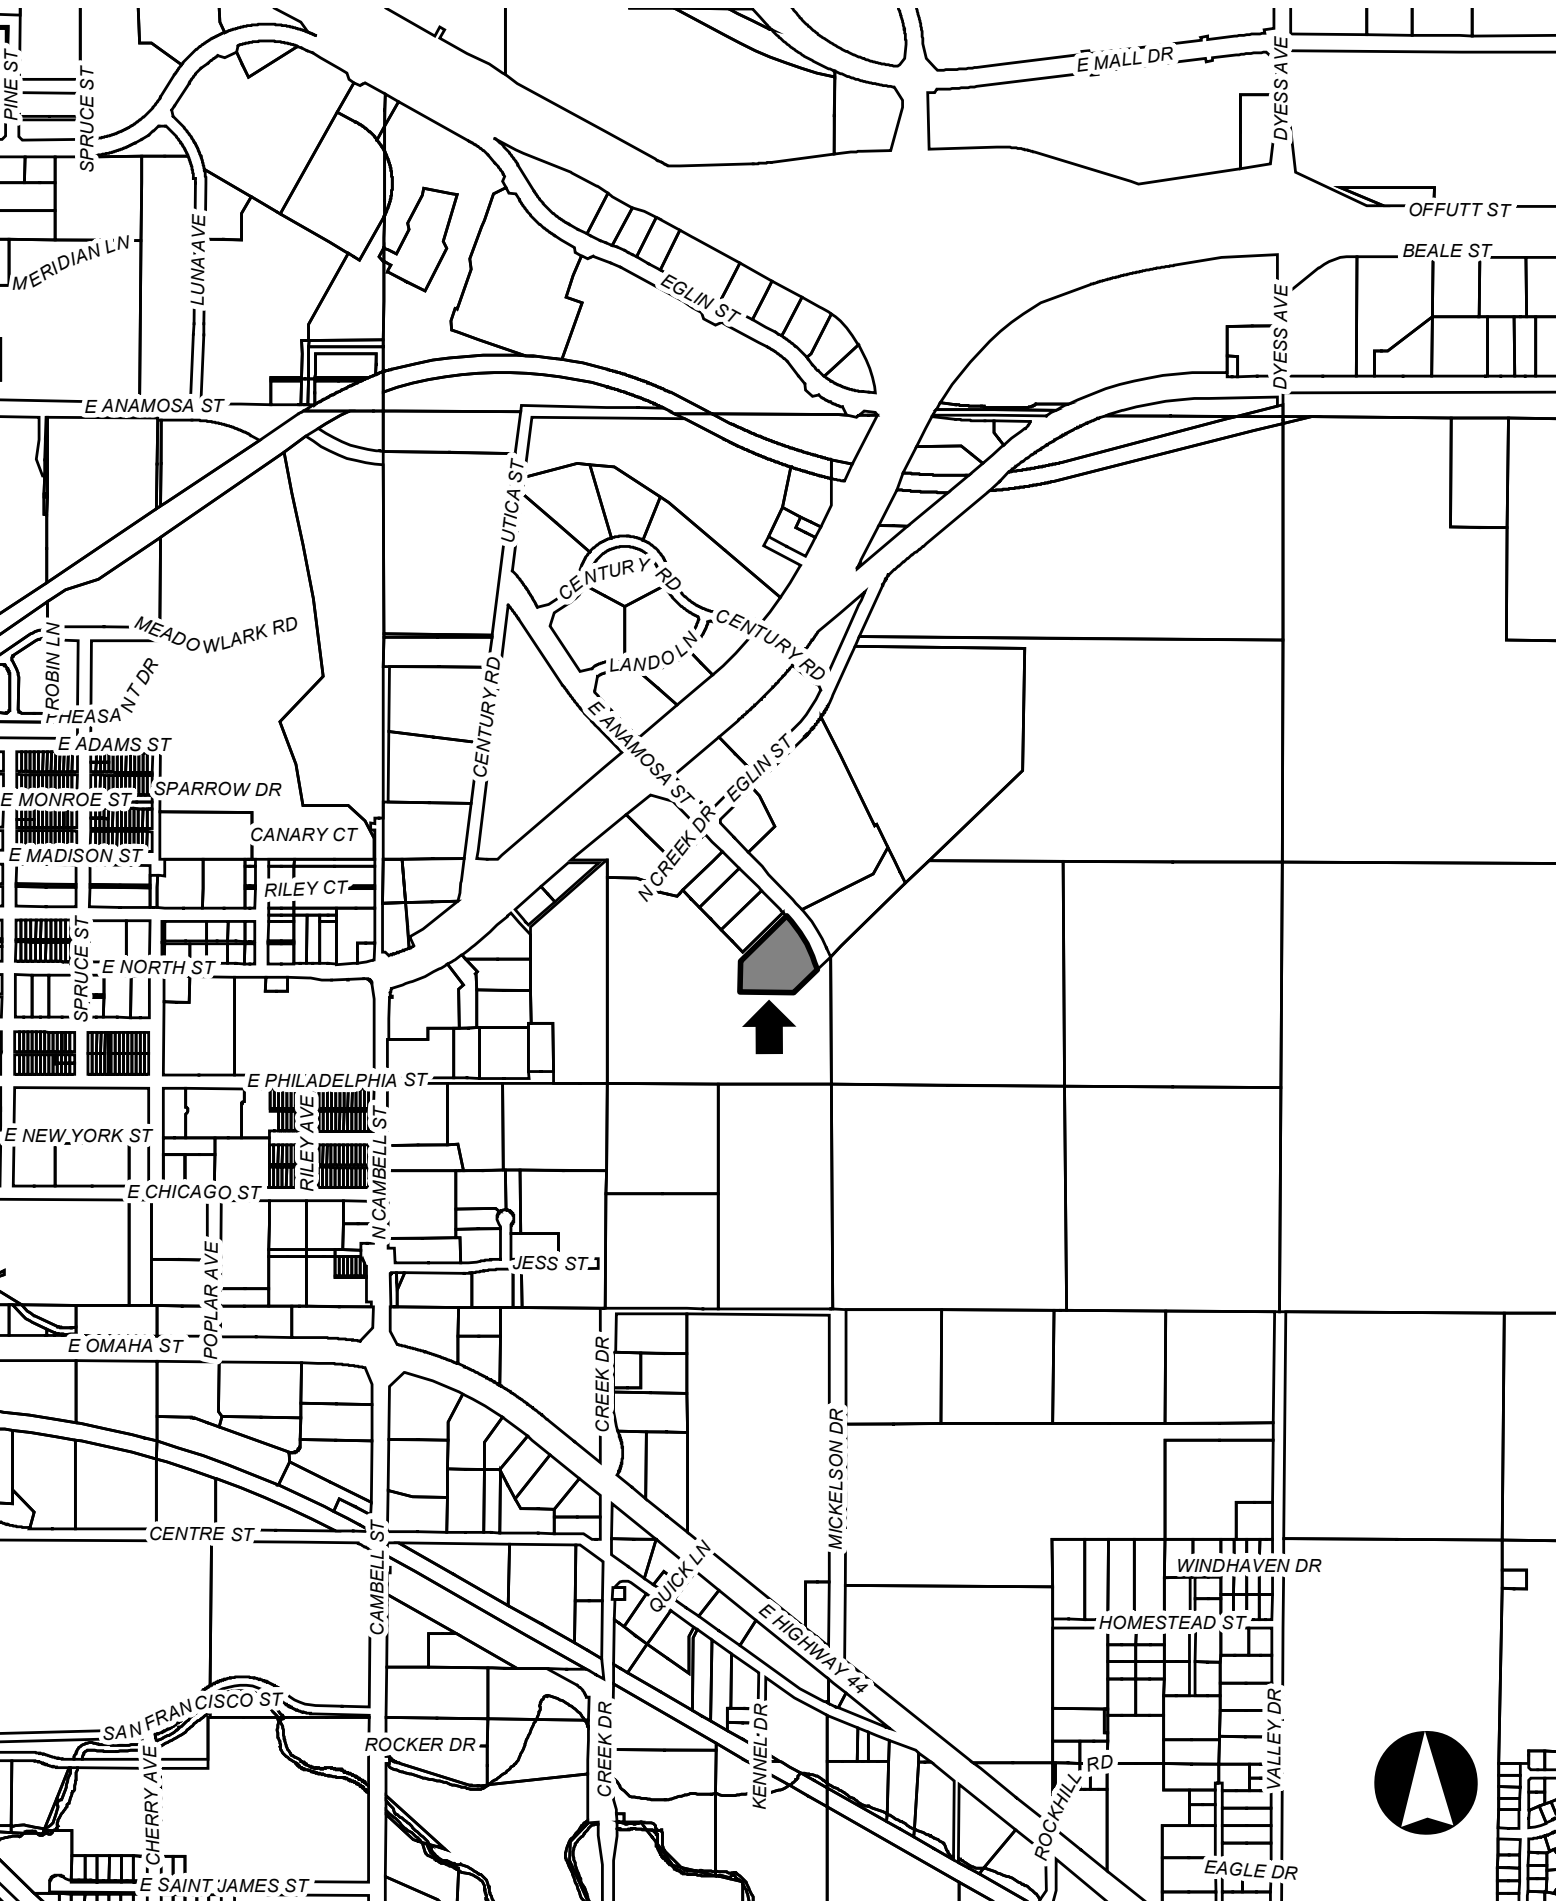 E MALL DR
DYESS AVE
PINE ST
SPRUCE ST
OFFUTT ST
BEALE ST
MERIDIAN LN
LUNA AVE
EGLIN ST
DYESS AVE
E ANAMOSA ST
UTICA ST
CENTURY RD
CENTURY RD
LANDO LN
MEADOWLARK RD
ROBIN LN
PHEASANT DR
CENTURY RD
E ANAMOSA ST
EGLIN ST
E ADAMS ST
SPARROW DR
E MONROE ST
CANARY CT
N CREEK DR
E MADISON ST
RILEY CT
SPRUCE ST
E NORTH ST
E PHILADELPHIA ST
RILEY AVE
N CAMBELL ST
E NEW YORK ST
E CHICAGO ST
POPLAR AVE
JESS ST
E OMAHA ST
CREEK DR
MICKELSON DR
CENTRE ST
CAMBELL ST
QUICK LN
WINDHAVEN DR
E HIGHWAY 44
HOMESTEAD ST
SAN FRANCISCO ST
ROCKER DR
CREEK DR
KENNEL DR
VALLEY DR
ROCKHILL RD
CHERRY AVE
EAGLE DR
E SAINT JAMES ST